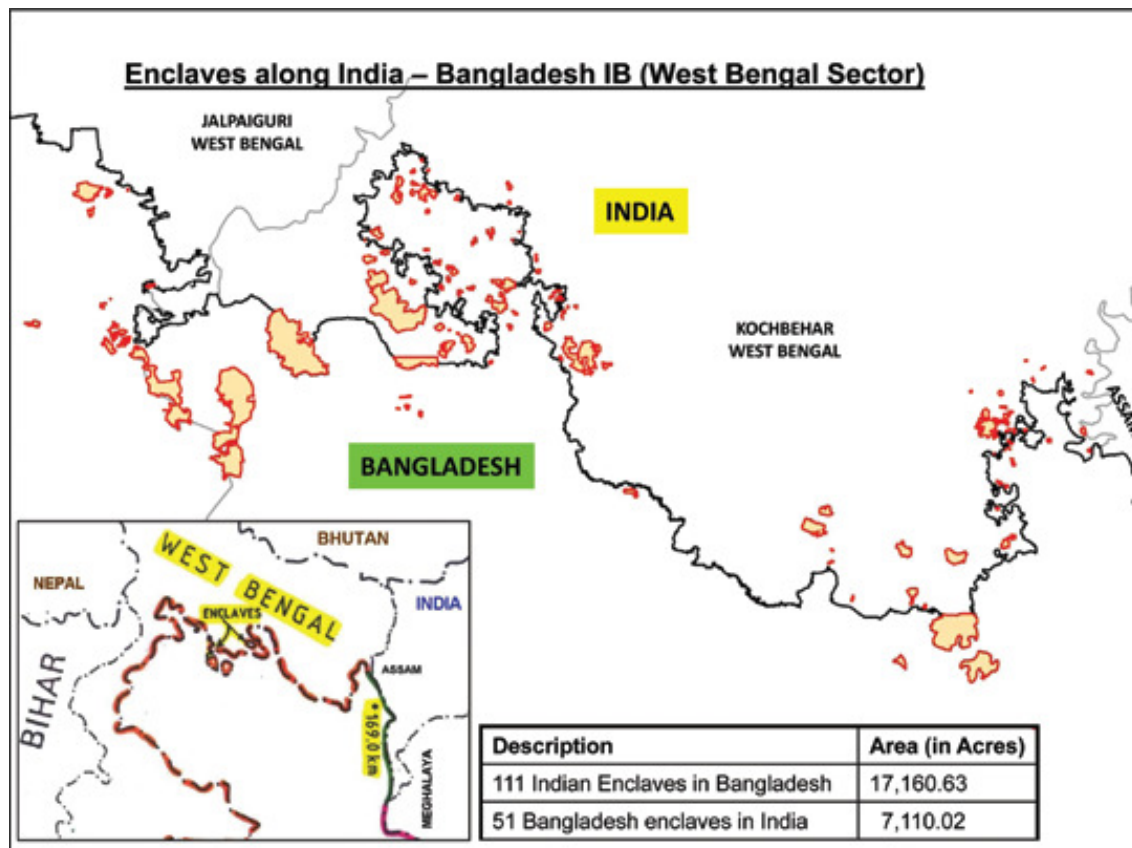 Enclaves along India – Bangladesh IB (West Bengal Sector)
JALPAIGURI
WEST BENGAL
INDIA
KOCHBEHAR
WEST BENGAL
ASSAM
BANGLADESH
WEST BENGAL
BHUTAN
NEPAL
INDIA
ENCLAVES
BIHAR
ASSAM
*169.0 km
MEGHALAYA
Description Area (in Acres)
111 Indian Enclaves in Bangladesh 17,160.63
51 Bangladesh enclaves in India 7,110.02